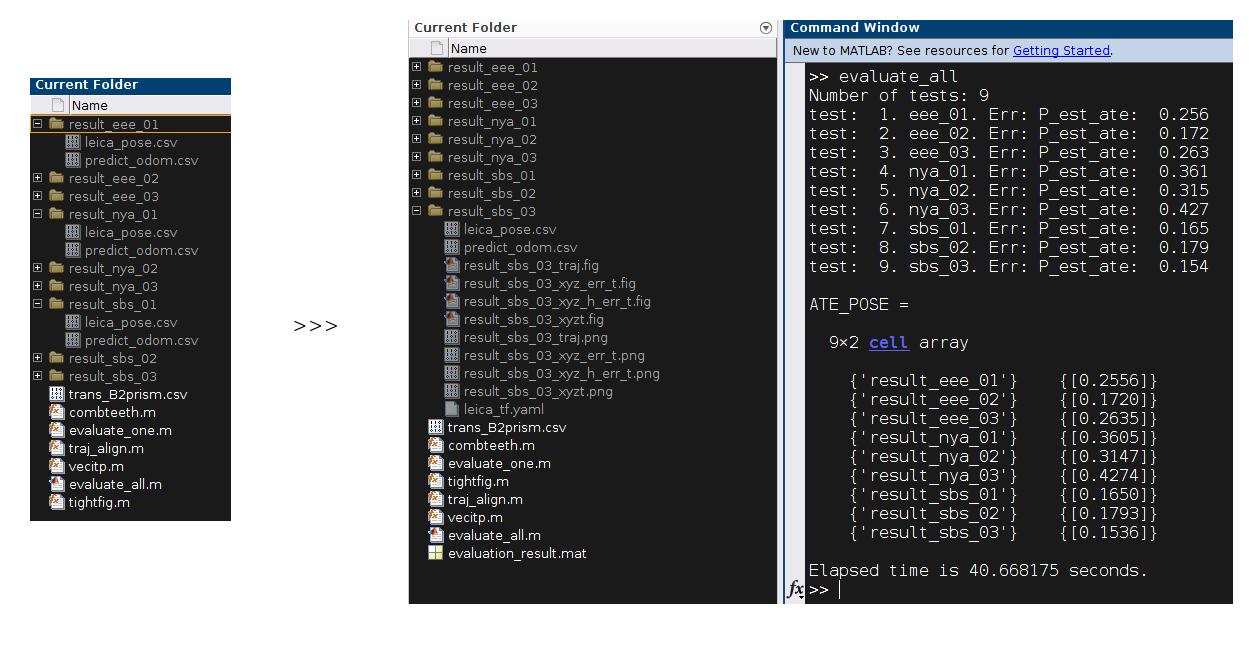 Current Folder
Name
result_eee_01
leica_pose.csv
predict_odom.csv
result_eee_02
result_eee_03
result_nya_01
leica_pose.csv
predict_odom.csv
result_nya_02
result_nya_03
result_sbs_01
leica_pose.csv
predict_odom.csv
result_sbs_02
result_sbs_03
trans_B2prism.csv
combteeth.m
evaluate_one.m
traj_align.m
vecitp.m
evaluate_all.m
tightfig.m
>>>
Current Folder
Name
result_eee_01
result_eee_02
result_eee_03
result_nya_01
result_nya_02
result_nya_03
result_sbs_01
result_sbs_02
result_sbs_03
leica_pose.csv
predict_odom.csv
result_sbs_03_traj.fig
result_sbs_03_xyz_err_t.fig
result_sbs_03_xyz_h_err_t.fig
result_sbs_03_xyzt.fig
result_sbs_03_traj.png
result_sbs_03_xyz_err_t.png
result_sbs_03_xyz_h_err_t.png
result_sbs_03_xyzt.png
leica_tf.yaml
trans_B2prism.csv
combteeth.m
evaluate_one.m
tightfig.m
traj_align.m
vecitp.m
evaluate_all.m
evaluation_result.mat
Command Window
New to MATLAB? See resources for Getting Started.
>> evaluate_all
Number of tests: 9
test:  1. eee_01. Err: P_est_ate:  0.256
test:  2. eee_02. Err: P_est_ate:  0.172
test:  3. eee_03. Err: P_est_ate:  0.263
test:  4. nya_01. Err: P_est_ate:  0.361
test:  5. nya_02. Err: P_est_ate:  0.315
test:  6. nya_03. Err: P_est_ate:  0.427
test:  7. sbs_01. Err: P_est_ate:  0.165
test:  8. sbs_02. Err: P_est_ate:  0.179
test:  9. sbs_03. Err: P_est_ate:  0.154
ATE_POSE =
9×2 cell array
{'result_eee_01'}    {[0.2556]}
{'result_eee_02'}    {[0.1720]}
{'result_eee_03'}    {[0.2635]}
{'result_nya_01'}    {[0.3605]}
{'result_nya_02'}    {[0.3147]}
{'result_nya_03'}    {[0.4274]}
{'result_sbs_01'}    {[0.1650]}
{'result_sbs_02'}    {[0.1793]}
{'result_sbs_03'}    {[0.1536]}
Elapsed time is 40.668175 seconds.
fx >>